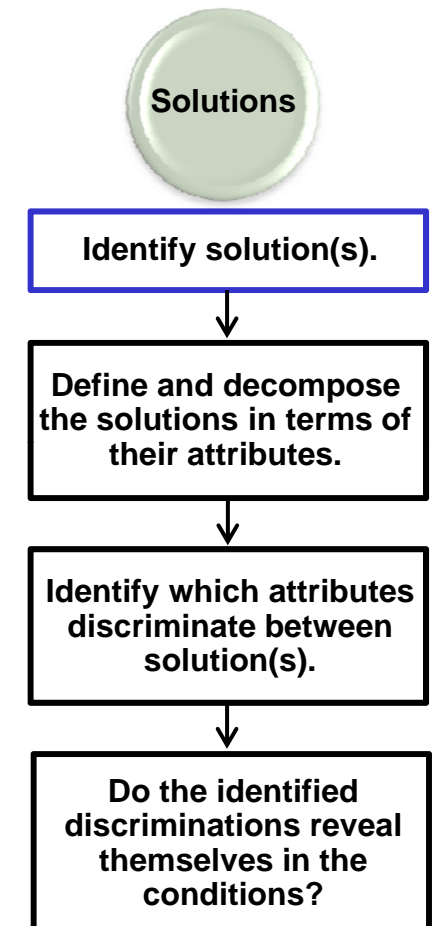 Solutions
Identify solution(s).
Define and decompose
the solutions in terms of
their attributes.
Identify which attributes
discriminate between
solution(s).
Do the identified
discriminations reveal
themselves in the
conditions?